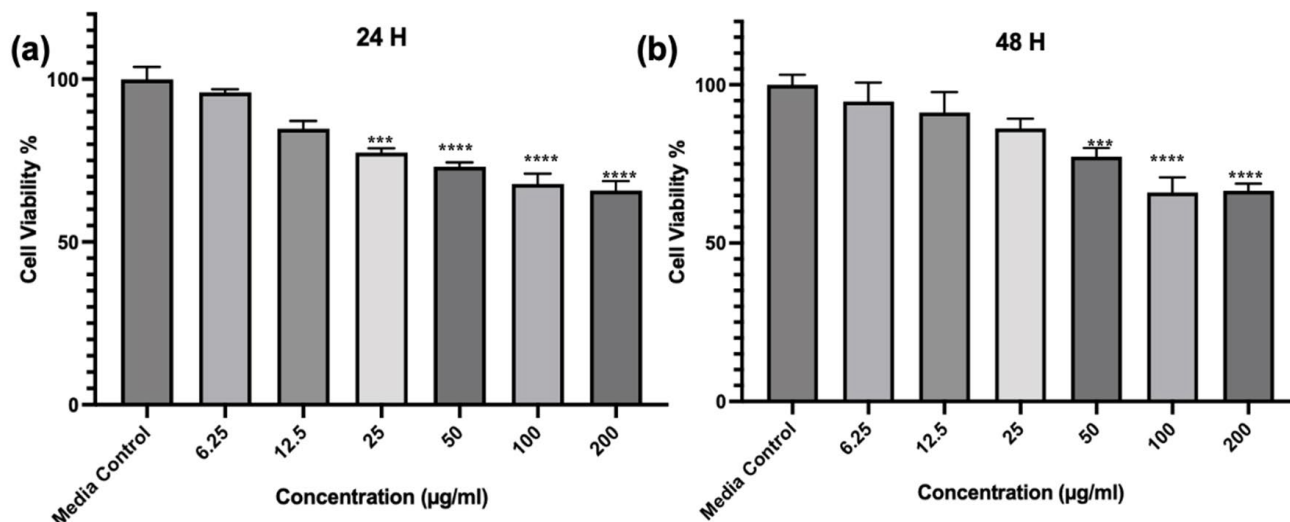 (a)
24 H
Cell Viability %
100
50
0
***
****
****
****
Media Control
6.25
12.5
25
50
100
200
Concentration (µg/ml)
(b)
48 H
Cell Viability %
100
50
0
***
****
****
Media Control
6.25
12.5
25
50
100
200
Concentration (µg/ml)